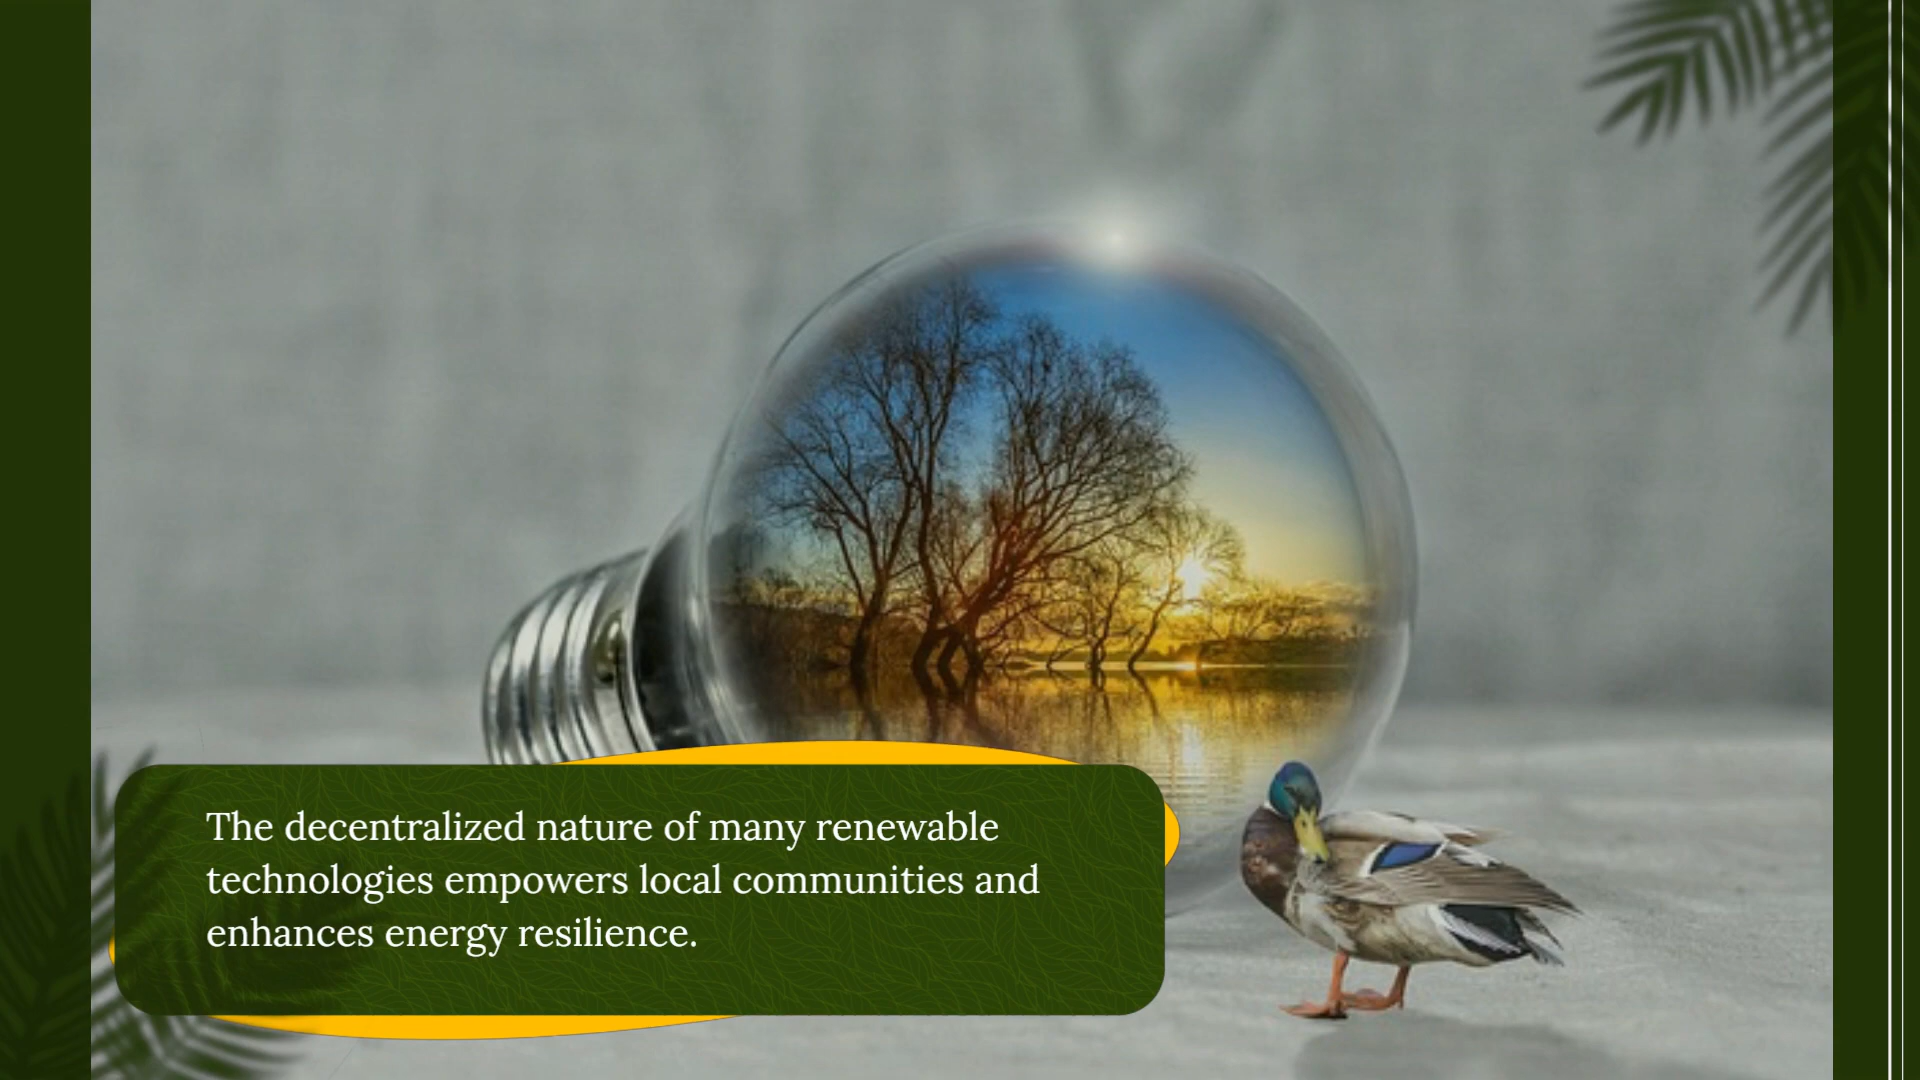 The decentralized nature of many renewable
technologies empowers local communities and
enhances energy resilience.